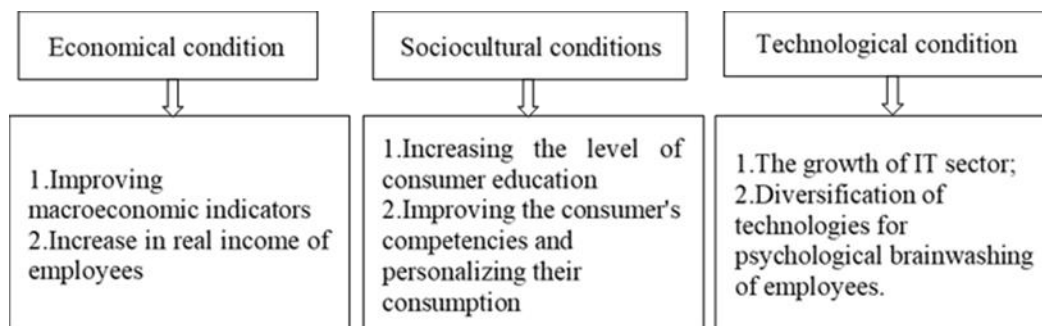 Economical condition
Sociocultural conditions
Technological condition
1.Improving
macroeconomic indicators
2.Increase in real income of
employees
1.Increasing the level of
consumer education
2.Improving the consumer's
competencies and
personalizing their
consumption
1.The growth of IT sector;
2.Diversification of
technologies for
psychological brainwashing
of employees.